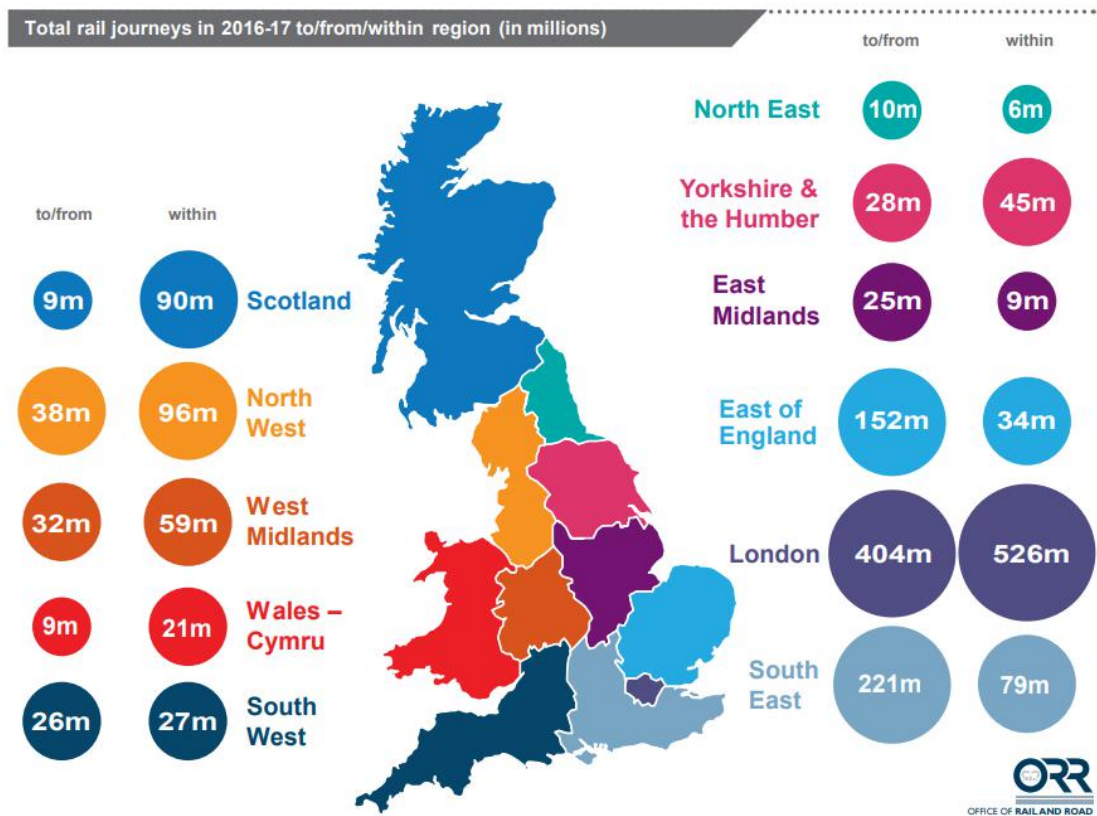 Total rail journeys in 2016-17 to/from/within region (in millions)
to/from within
9m 90m Scotland
38m 96m North
West
32m 59m West
Midlands
9m 21m Wales –
Cymru
26m 27m South
West
to/from within
North East 10m 6m
Yorkshire &
the Humber 28m 45m
East
Midlands 25m 9m
East of
England 152m 34m
London 404m 526m
South
East 221m 79m
ORR
OFFICE OF RAIL AND ROAD